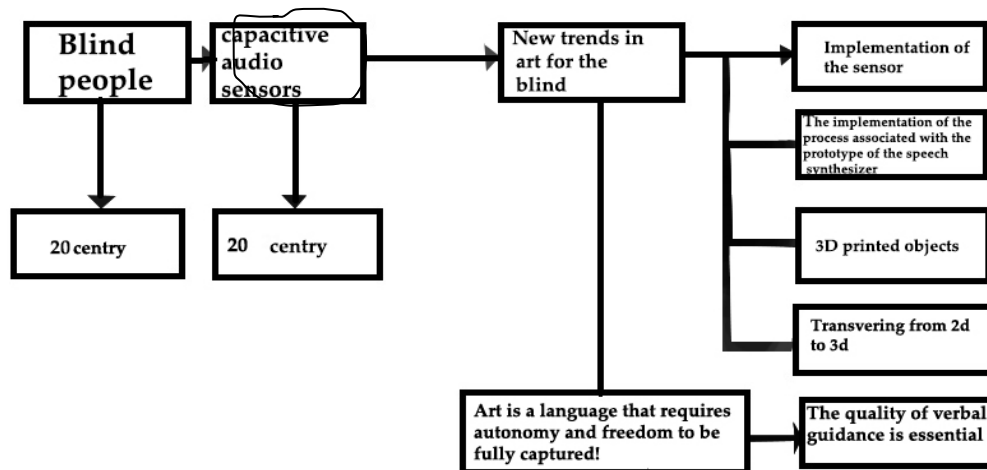 Blind
people
capacitive
audio
sensors
New trends in
art for the
blind
Implementation of
the sensor
The implementation of the
process associated with the
prototype of the speech
synthesizer
20 centry
20 centry
3D printed objects
Transvering from 2d
to 3d
Art is a language that requires
autonomy and freedom to be
fully captured!
The quality of verbal
guidance is essential